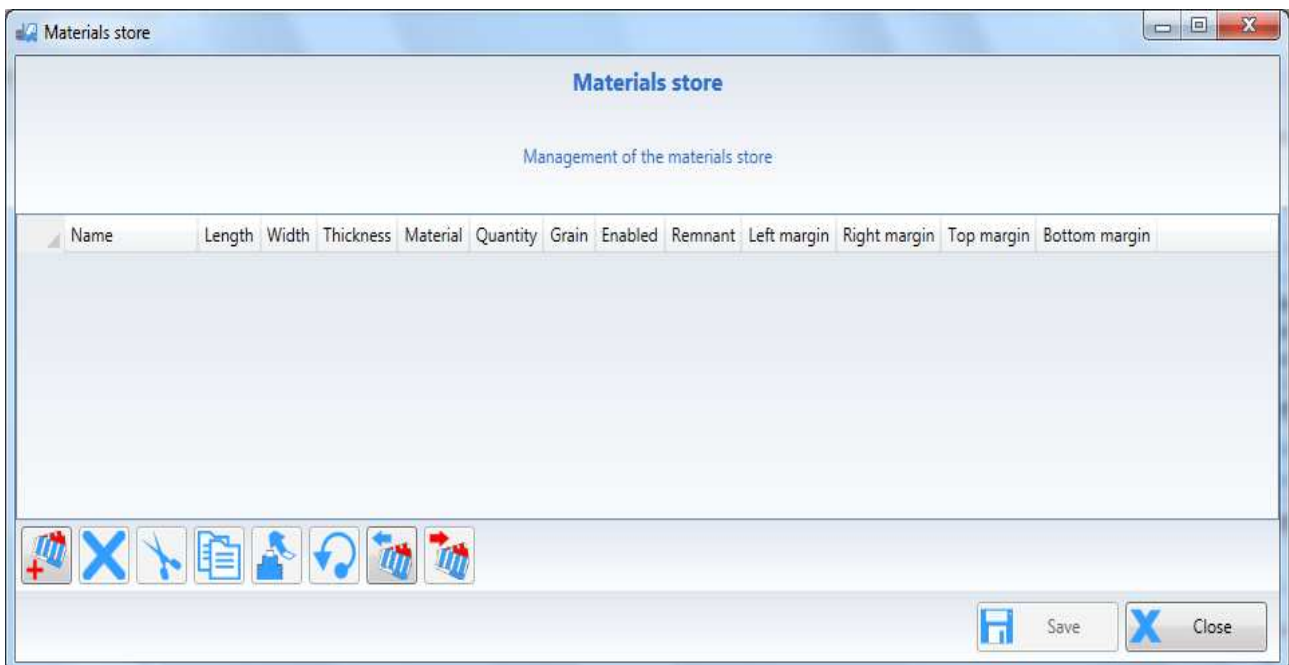 Materials store
Materials store
Management of the materials store
Name Length Width Thickness Material Quantity Grain Enabled Remnant Left margin Right margin Top margin Bottom margin
Save Close